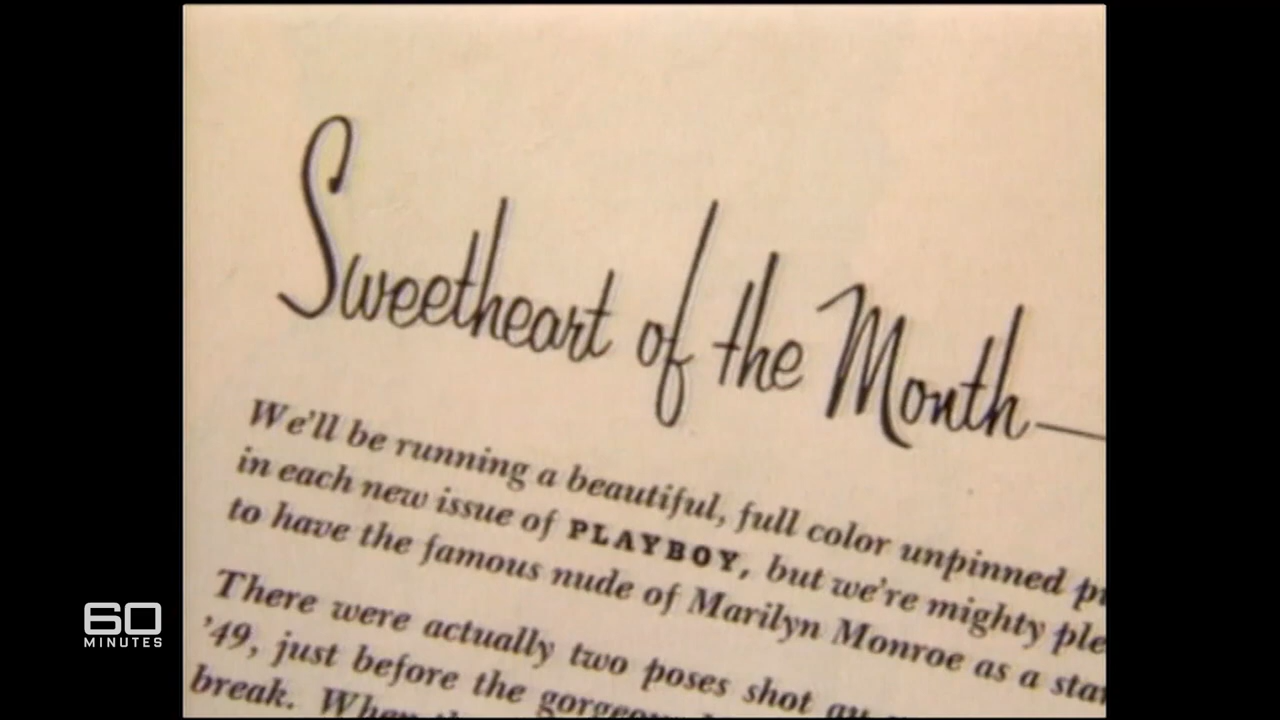 Sweetheart of the Month—
We'll be running a beautiful, full color unpinned
in each new issue of PLAYBOY, but we're mighty
to have the famous nude of Marilyn Monroe as a
There were actually two poses shot
'49, just before the
break. When
60
MINUTES